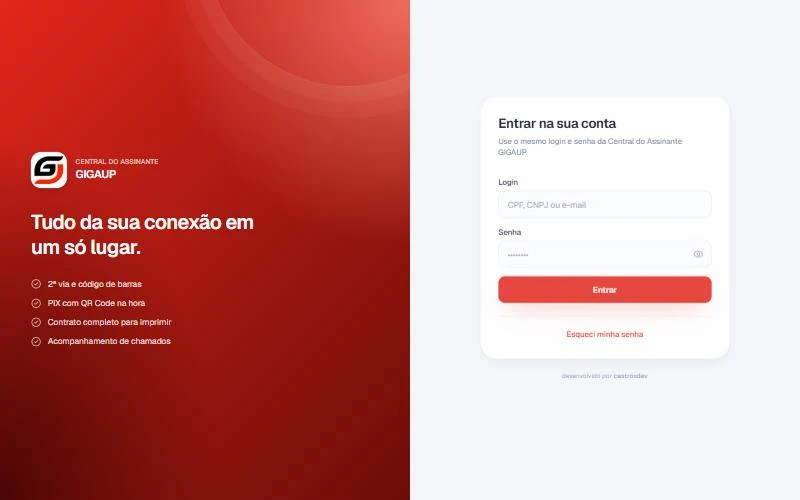 CENTRAL DO ASSINANTE
GIGAUP
Tudo da sua conexão em
um só lugar.
2ª via e código de barras
PIX com QR Code na hora
Contrato completo para imprimir
Acompanhamento de chamados
Entrar na sua conta
Use o mesmo login e senha da Central do Assinante
GIGAUP.
Login
CPF, CNPJ ou e-mail
Senha
••••••••
Entrar
Esqueci minha senha
desenvolvido por castrosdev